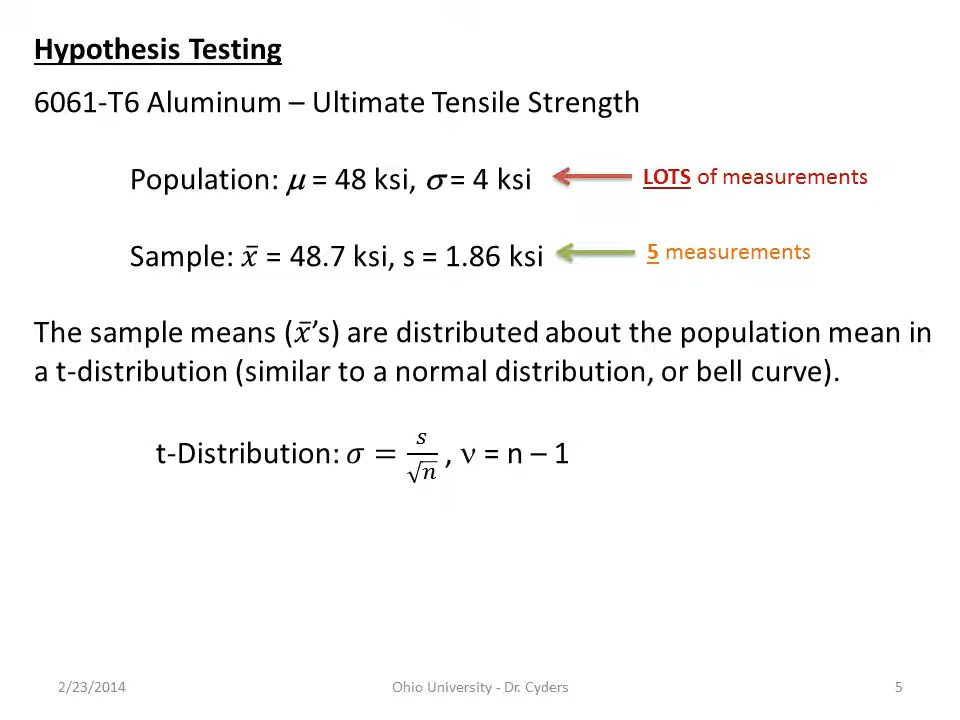 Hypothesis Testing
6061-T6 Aluminum – Ultimate Tensile Strength
Population: μ = 48 ksi, σ = 4 ksi LOTS of measurements
Sample: x̄ = 48.7 ksi, s = 1.86 ksi 5 measurements
The sample means (x̄’s) are distributed about the population mean in
a t-distribution (similar to a normal distribution, or bell curve).
t-Distribution: σ = s/√n , ν = n – 1
2/23/2014 Ohio University - Dr. Cyders 5